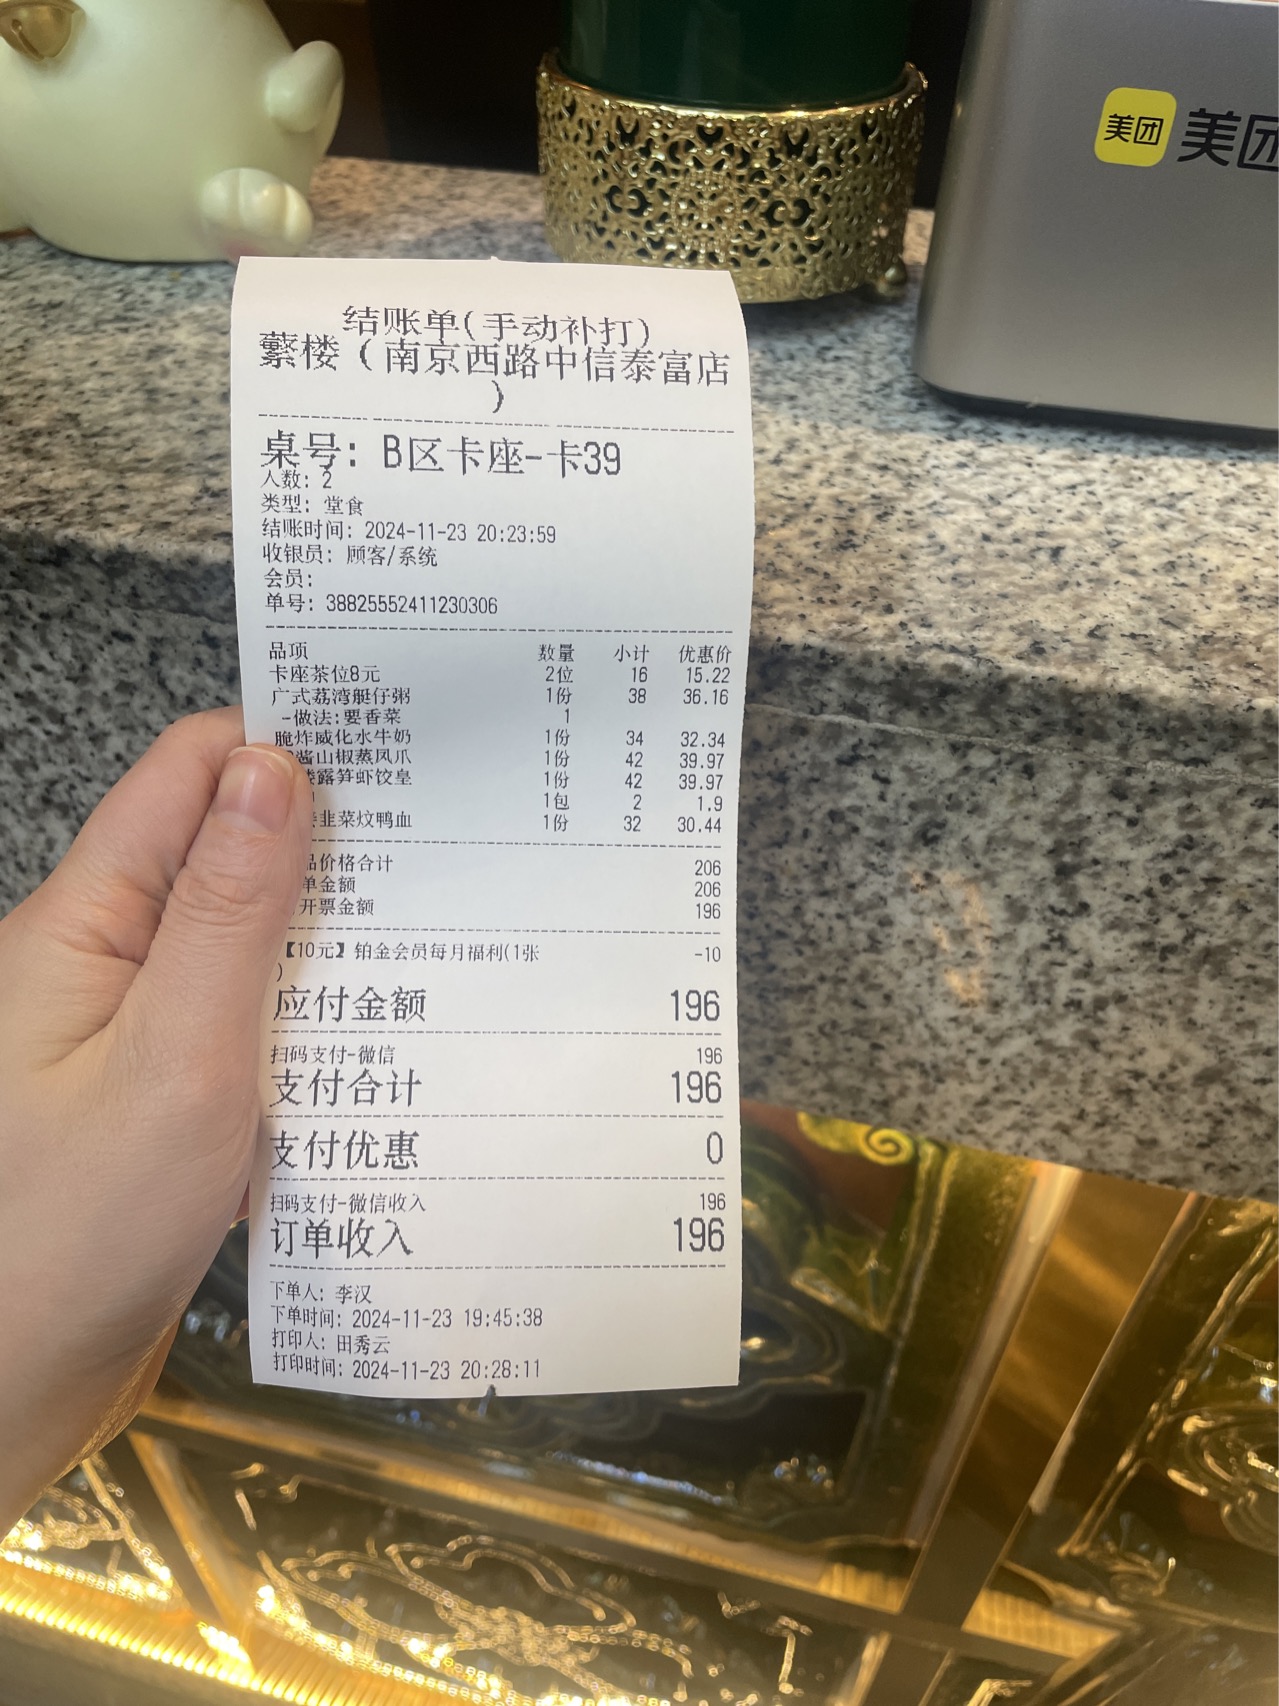 美团 美团
结账单(手动补打)
蘩楼（南京西路中信泰富店
）
桌号: B区卡座-卡39
人数: 2
类型: 堂食
结账时间: 2024-11-23 20:23:59
收银员: 顾客/系统
会员:
单号: 38825552411230306
品项 数量 小计 优惠价
卡座茶位8元 2位 16 15.22
广式荔湾艇仔粥 1份 38 36.16
-做法:要香菜 1
脆炸威化水牛奶 1份 34 32.34
酱山椒蒸凤爪 1份 42 39.97
露笋虾饺皇 1份 42 39.97
1包 2 1.9
韭菜炆鸭血 1份 32 30.44
品价格合计 206
单金额 206
开票金额 196
【10元】铂金会员每月福利(1张 -10
)
应付金额 196
扫码支付-微信 196
支付合计 196
支付优惠 0
扫码支付-微信收入 196
订单收入 196
下单人: 李汉
下单时间: 2024-11-23 19:45:38
打印人: 田秀云
打印时间: 2024-11-23 20:28:11